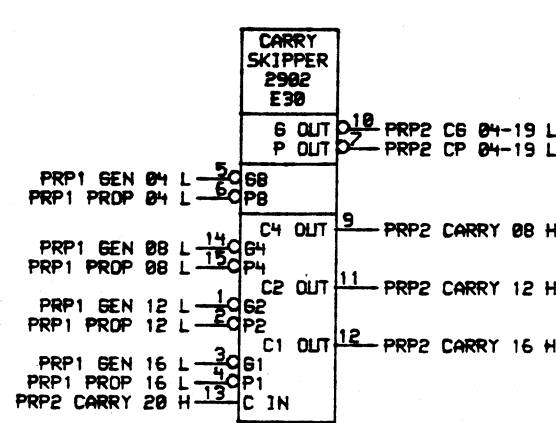 CARRY
SKIPPER
2902
E30
G OUT 10 PRP2 CG 04-19 L
P OUT 7 PRP2 CP 04-19 L
PRP1 GEN 04 L 5 G8
PRP1 PROP 04 L 6 P8
C4 OUT 9 PRP2 CARRY 08 H
PRP1 GEN 08 L 14 G4
PRP1 PROP 08 L 15 P4
C2 OUT 11 PRP2 CARRY 12 H
PRP1 GEN 12 L 1 G2
PRP1 PROP 12 L 2 P2
C1 OUT 12 PRP2 CARRY 16 H
PRP1 GEN 16 L 3 G1
PRP1 PROP 16 L 4 P1
PRP2 CARRY 20 H 13 C IN